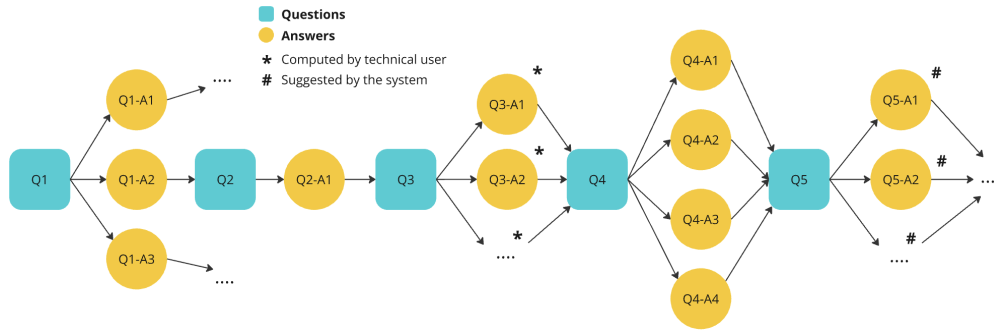 Questions
Answers
* Computed by technical user
# Suggested by the system
Q1
Q1-A1
....
Q1-A2
Q1-A3
....
Q2
Q2-A1
Q3
Q3-A1
*
Q3-A2
*
....
*
Q4
Q4-A1
Q4-A2
Q4-A3
Q4-A4
Q5
Q5-A1
#
Q5-A2
#
....
#
...